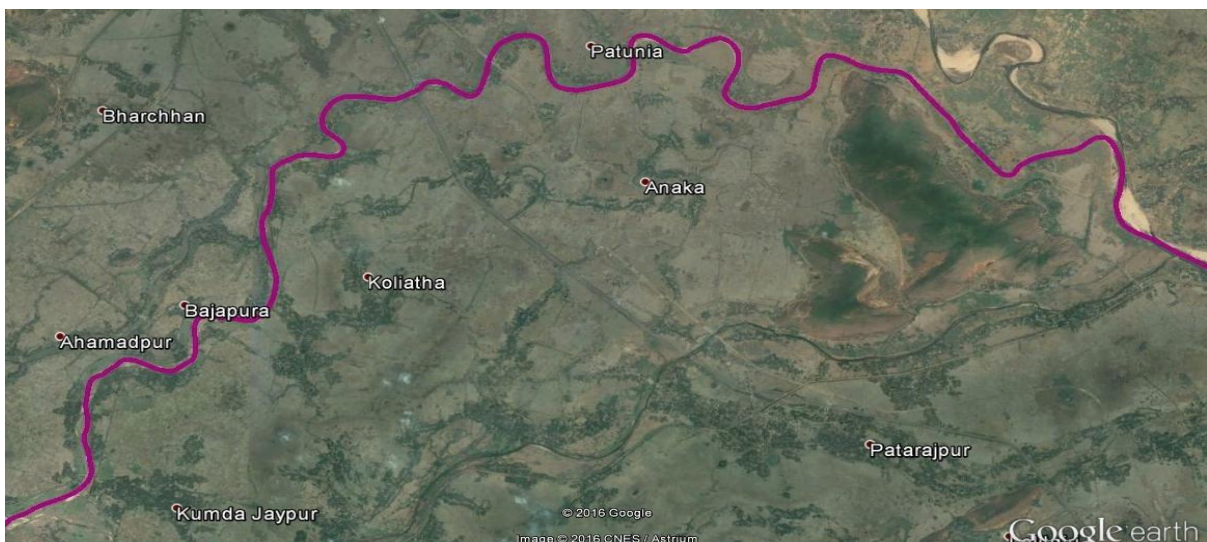 Patunia
Bharchhan
Anaka
Koliatha
Bajapura
Ahamadpur
Patarajpur
Kumda Jaypur
© 2016 Google
Image © 2016 CNES / Astrium
Google earth